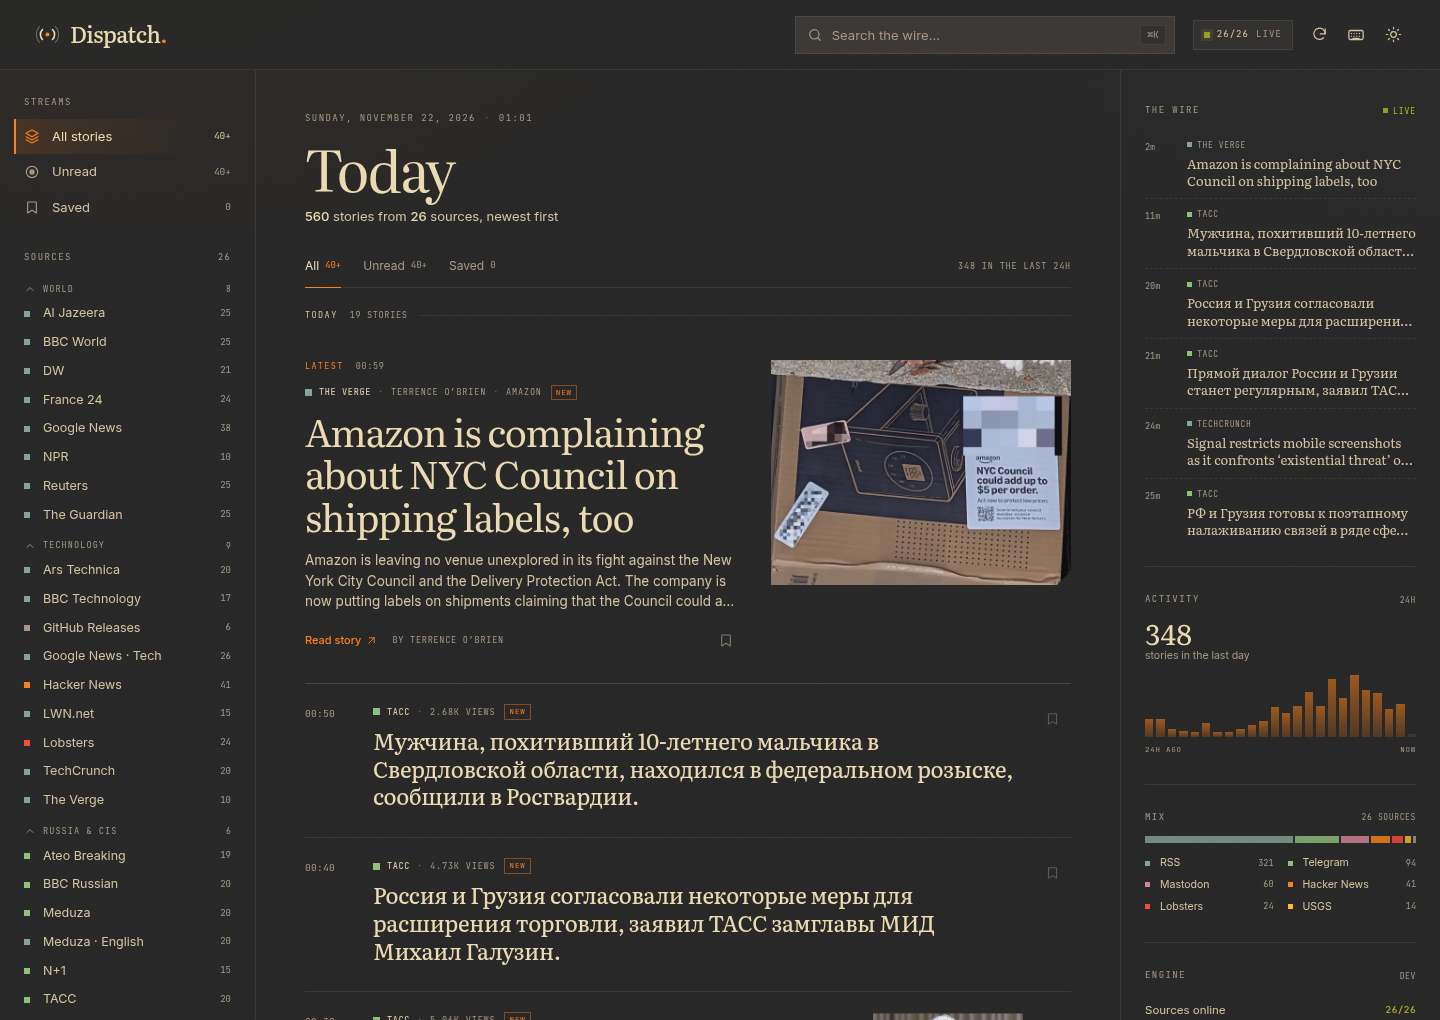 Dispatch.
Search the wire...
⌘K
26/26 LIVE
STREAMS
All stories 40+
Unread 40+
Saved 0
SOURCES 26
WORLD 8
Al Jazeera 25
BBC World 25
DW 21
France 24 24
Google News 38
NPR 10
Reuters 25
The Guardian 25
TECHNOLOGY 9
Ars Technica 20
BBC Technology 17
GitHub Releases 6
Google News · Tech 26
Hacker News 41
LWN.net 15
Lobsters 24
TechCrunch 20
The Verge 10
RUSSIA & CIS 6
Ateo Breaking 19
BBC Russian 20
Meduza 20
Meduza · English 20
N+1 15
TACC 20
SUNDAY, NOVEMBER 22, 2026 · 01:01
Today
560 stories from 26 sources, newest first
All 40+ Unread 40+ Saved 0
348 IN THE LAST 24H
TODAY 19 STORIES
LATEST 00:59
THE VERGE · TERRENCE O'BRIEN · AMAZON NEW
Amazon is complaining
about NYC Council on
shipping labels, too
Amazon is leaving no venue unexplored in its fight against the New
York City Council and the Delivery Protection Act. The company is
now putting labels on shipments claiming that the Council could a...
Read story BY TERRENCE O'BRIEN
amazon
NYC Council
could add up to
$5 per order.
Act now to protect low prices.
00:50 TACC · 2.68K VIEWS NEW
Мужчина, похитивший 10-летнего мальчика в
Свердловской области, находился в федеральном розыске,
сообщили в Росгвардии.
00:40 TACC · 4.73K VIEWS NEW
Россия и Грузия согласовали некоторые меры для
расширения торговли, заявил ТАСС замглавы МИД
Михаил Галузин.
TACC · 5.06K VIEWS NEW
THE WIRE LIVE
2m THE VERGE
Amazon is complaining about NYC
Council on shipping labels, too
11m TACC
Мужчина, похитивший 10-летнего
мальчика в Свердловской област...
20m TACC
Россия и Грузия согласовали
некоторые меры для расширени...
21m TACC
Прямой диалог России и Грузии
станет регулярным, заявил ТАС...
24m TECHCRUNCH
Signal restricts mobile screenshots
as it confronts ‘existential threat’ o...
25m TACC
РФ и Грузия готовы к поэтапному
налаживанию связей в ряде сфе...
ACTIVITY 24H
348
stories in the last day
24H AGO NOW
MIX 26 SOURCES
RSS 321 Telegram 94
Mastodon 60 Hacker News 41
Lobsters 24 USGS 14
ENGINE DEV
Sources online 26/26